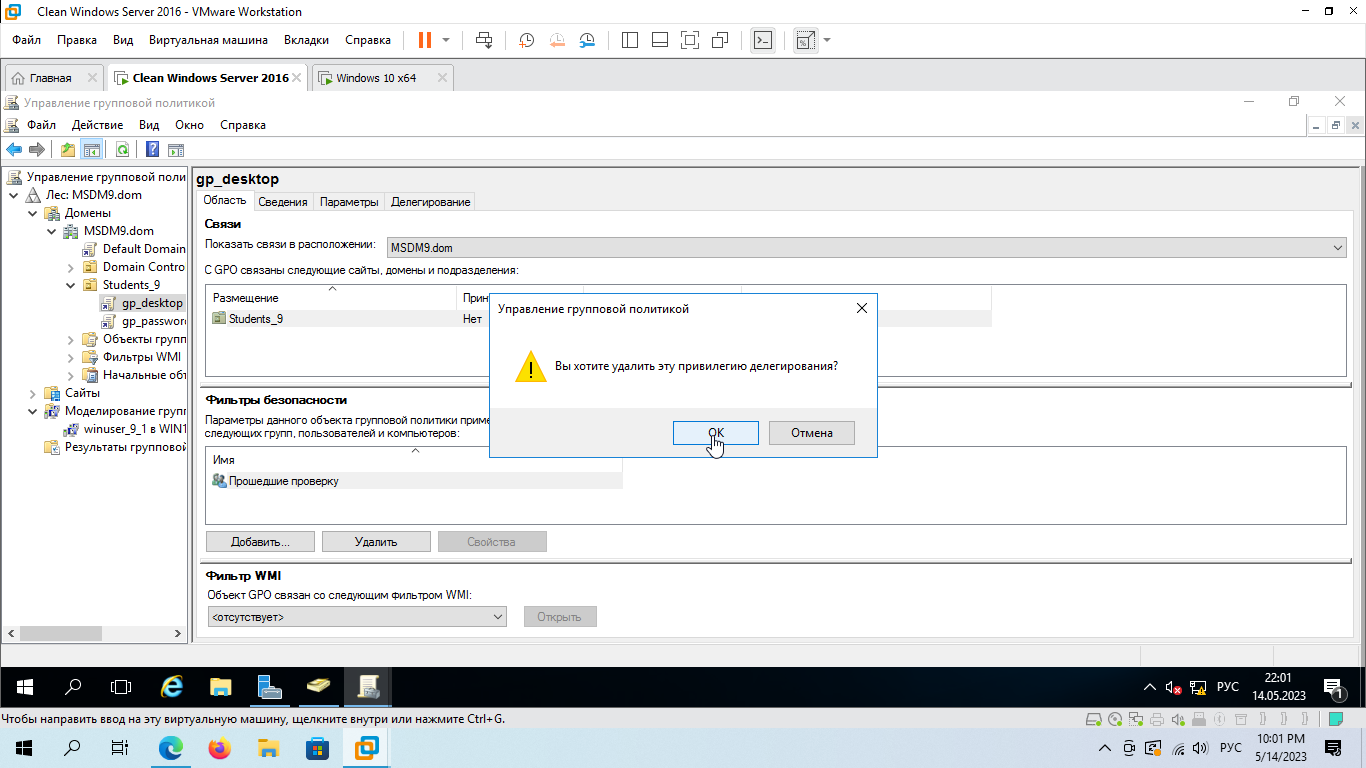 Clean Windows Server 2016 - VMware Workstation
Файл Правка Вид Виртуальная машина Вкладки Справка
Главная Clean Windows Server 2016 Windows 10 x64
Управление групповой политикой
Файл Действие Вид Окно Справка
Управление групповой поли
Лес: MSDM9.dom
Домены
MSDM9.dom
Default Domain
Domain Contro
Students_9
gp_desktop
gp_password
Объекты групп
Фильтры WMI
Начальные объ
Сайты
Моделирование групп
winuser_9_1 в WIN1
Результаты групповой
gp_desktop
Область Сведения Параметры Делегирование
Связи
Показать связи в расположении: MSDM9.dom
С GPO связаны следующие сайты, домены и подразделения:
Размещение Прин
Students_9 Нет
Управление групповой политикой
Вы хотите удалить эту привилегию делегирования?
OK Отмена
Фильтры безопасности
Параметры данного объекта групповой политики приме
следующих групп, пользователей и компьютеров:
Имя
Прошедшие проверку
Добавить... Удалить Свойства
Фильтр WMI
Объект GPO связан со следующим фильтром WMI:
<отсутствует> Открыть
РУС 22:01
14.05.2023
1
Чтобы направить ввод на эту виртуальную машину, щелкните внутри или нажмите Ctrl+G.
РУС 10:01 PM
5/14/2023